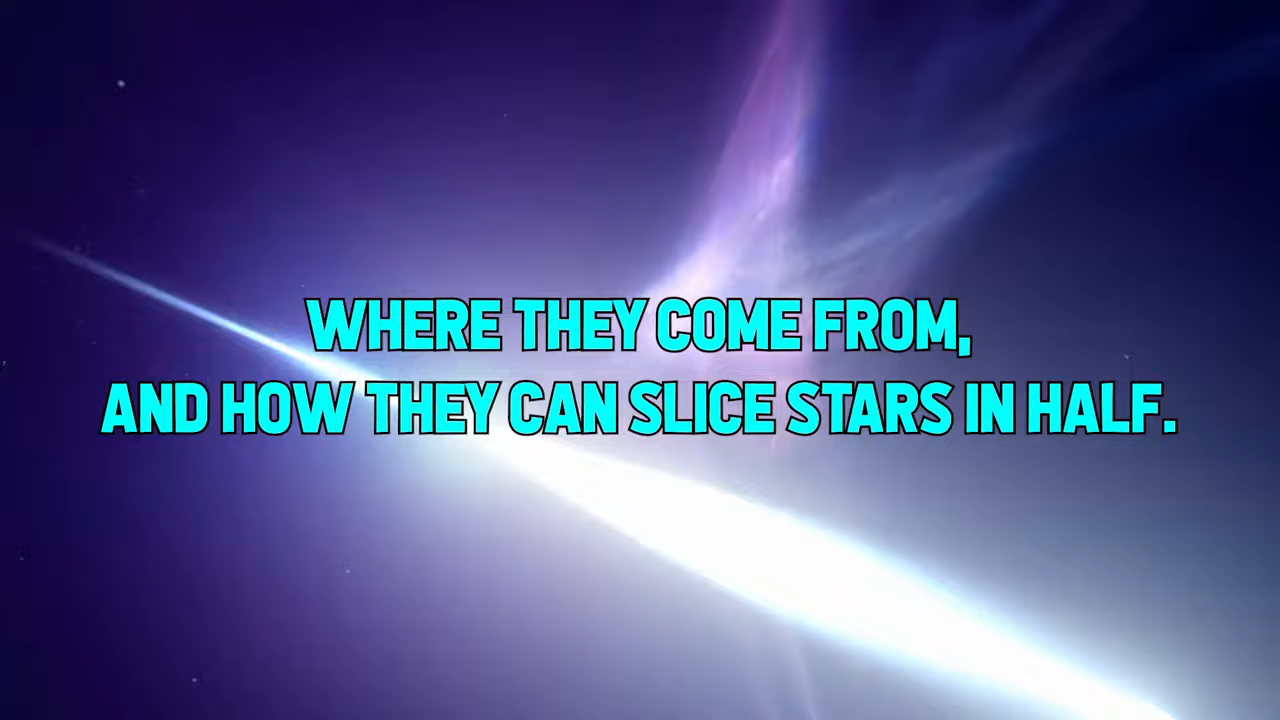 WHERE THEY COME FROM,
AND HOW THEY CAN SLICE STARS IN HALF.